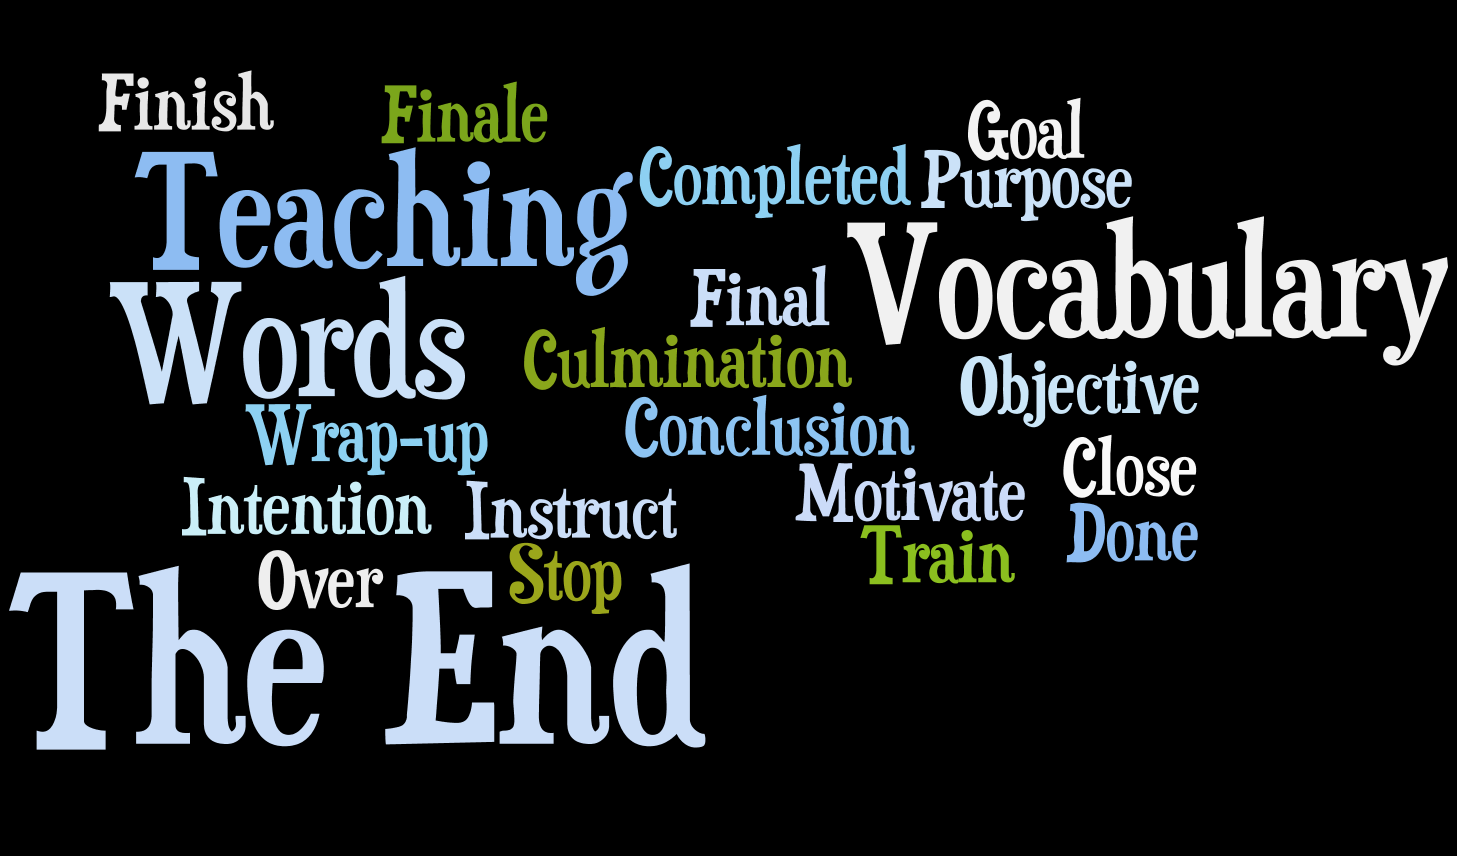 Finish
Finale
Goal
Teaching
Completed
Purpose
Vocabulary
Words
Final
Culmination
Objective
Wrap-up
Conclusion
Close
Intention
Instruct
Motivate
Done
Train
Over
Stop
The End